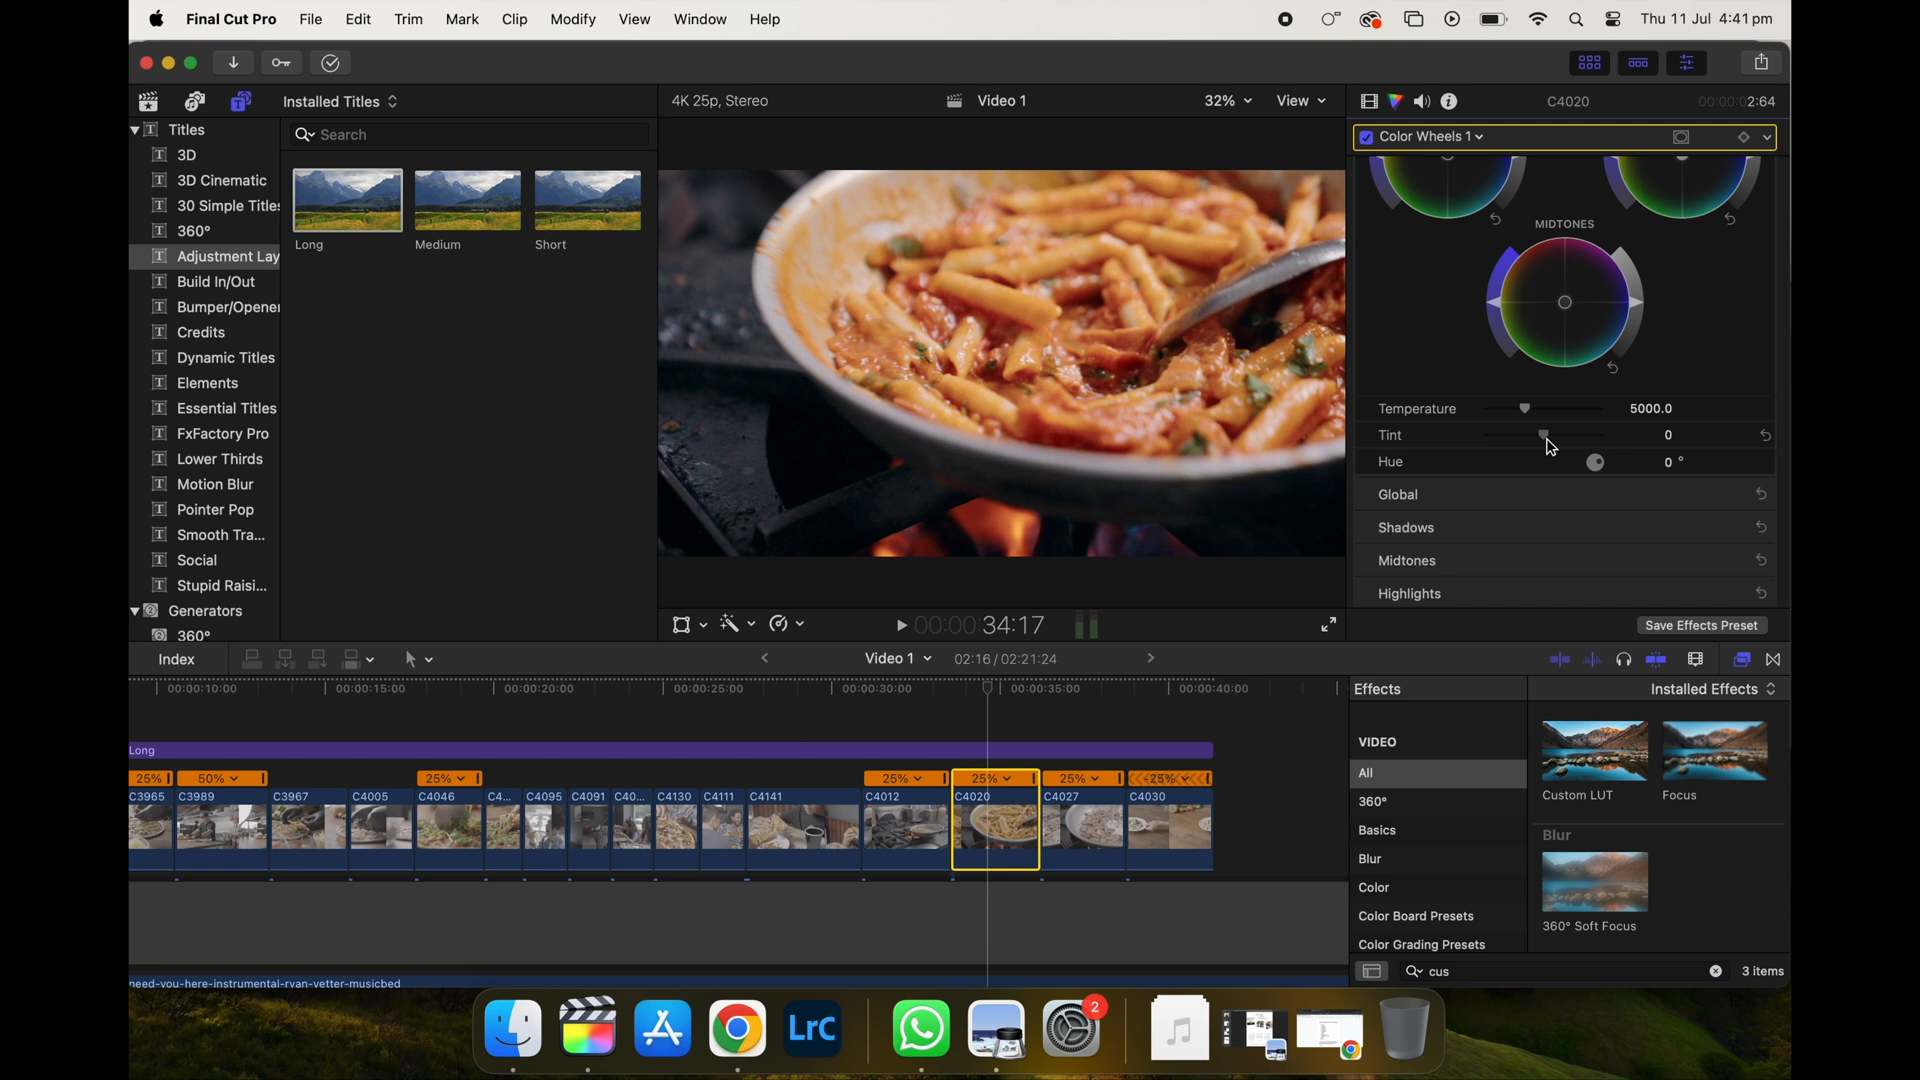 Final Cut Pro File Edit Trim Mark Clip Modify View Window Help Thu 11 Jul 4:41pm
Installed Titles 4K 25p, Stereo Video 1 32% View C4020 00:00:02:64
Titles
Search
Color Wheels 1
3D
3D Cinematic
30 Simple Titles
360°
Adjustment Lay
Build In/Out
Bumper/Opener
Credits
Dynamic Titles
Elements
Essential Titles
FxFactory Pro
Lower Thirds
Motion Blur
Pointer Pop
Smooth Tra...
Social
Stupid Raisi...
Generators
360°
Long Medium Short
MIDTONES
Temperature 5000.0
Tint 0
Hue 0 °
Global
Shadows
Midtones
Highlights
00:00:34:17
Save Effects Preset
Index Video 1 02:16 / 02:21:24
00:00:10:00 00:00:15:00 00:00:20:00 00:00:25:00 00:00:30:00 00:00:35:00 00:00:40:00
Long
25% 50% 25% 25% 25% 25% -25%
C3965 C3989 C3967 C4005 C4046 C4... C4095 C4091 C40... C4130 C4111 C4141 C4012 C4020 C4027 C4030
need-you-here-instrumental-ryan-vetter-musicbed
Effects Installed Effects
VIDEO
All
360°
Basics
Blur
Color
Color Board Presets
Color Grading Presets
Custom LUT Focus
Blur
360° Soft Focus
cus 3 items
LrC 2